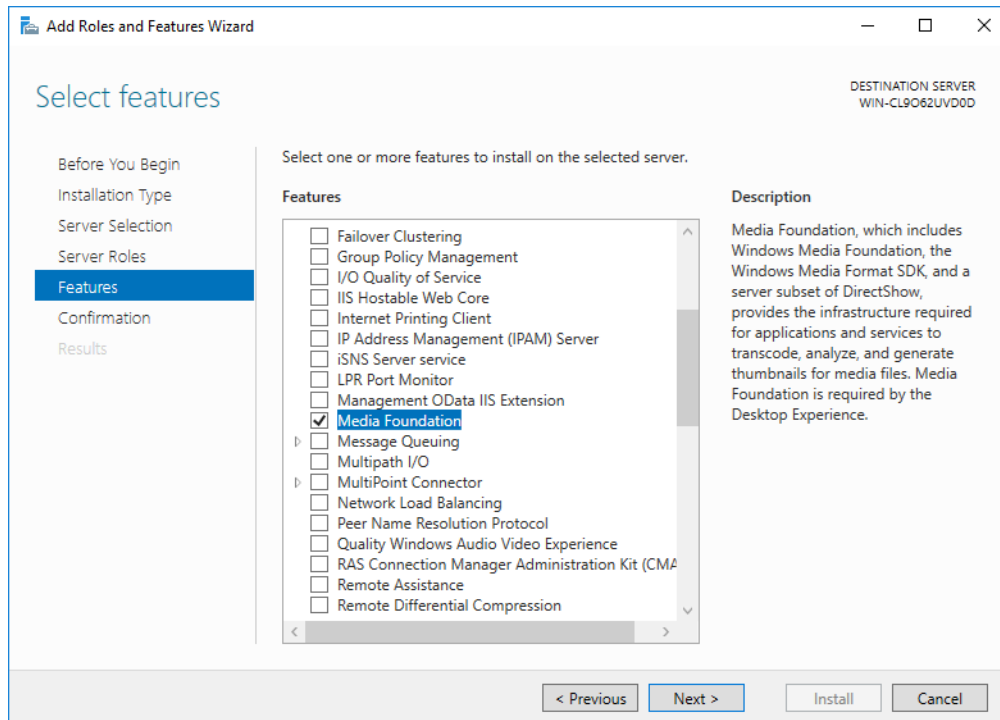 Add Roles and Features Wizard
Select features
DESTINATION SERVER
WIN-CL9O62UVD0D
Before You Begin
Installation Type
Server Selection
Server Roles
Features
Confirmation
Results
Select one or more features to install on the selected server.
Features
Failover Clustering
Group Policy Management
I/O Quality of Service
IIS Hostable Web Core
Internet Printing Client
IP Address Management (IPAM) Server
iSNS Server service
LPR Port Monitor
Management OData IIS Extension
Media Foundation
Message Queuing
Multipath I/O
MultiPoint Connector
Network Load Balancing
Peer Name Resolution Protocol
Quality Windows Audio Video Experience
RAS Connection Manager Administration Kit (CMA
Remote Assistance
Remote Differential Compression
Description
Media Foundation, which includes
Windows Media Foundation, the
Windows Media Format SDK, and a
server subset of DirectShow,
provides the infrastructure required
for applications and services to
transcode, analyze, and generate
thumbnails for media files. Media
Foundation is required by the
Desktop Experience.
< Previous
Next >
Install
Cancel